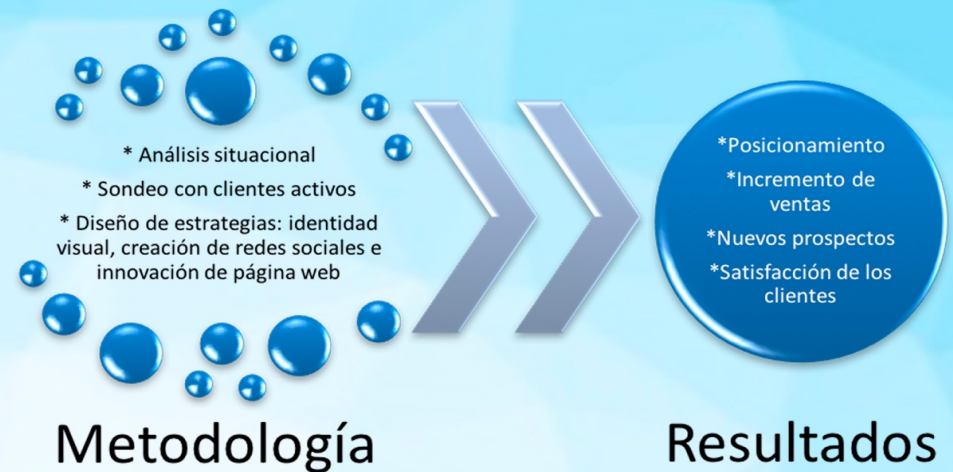 * Análisis situacional
* Sondeo con clientes activos
* Diseño de estrategias: identidad
visual, creación de redes sociales e
innovación de página web
Metodología
*Posicionamiento
*Incremento de
ventas
*Nuevos prospectos
*Satisfacción de los
clientes
Resultados